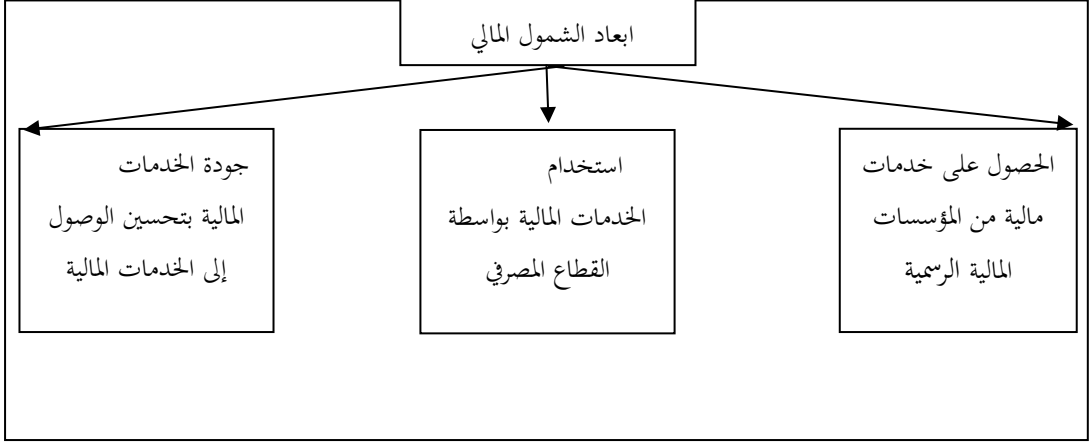 ابعاد الشمول المالي
الحصول على خدمات
مالية من المؤسسات
المالية الرسمية
استخدام
الخدمات المالية بواسطة
القطاع المصرفي
جودة الخدمات
المالية بتحسين الوصول
إلى الخدمات المالية